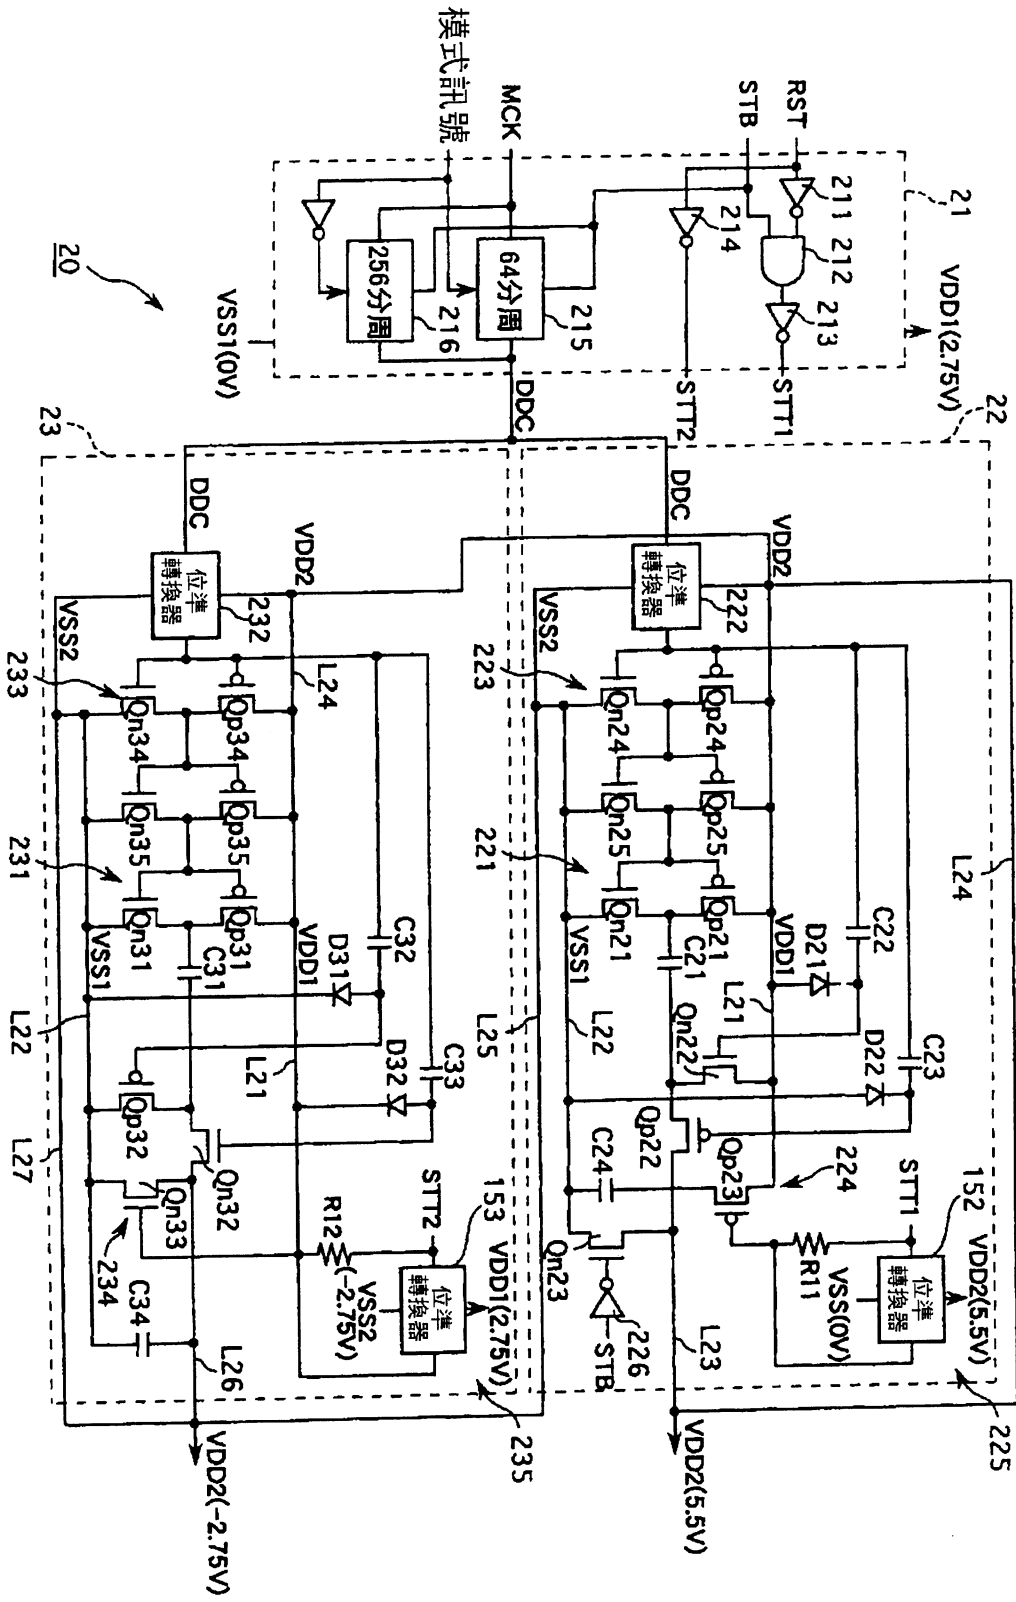 20
21
VDD1(2.75V)
RST
STB
211
212
213
214
STT1
STT2
MCK
模式訊號
64分周
215
256分周
216
VSS1(0V)
DDC
22
L24
DDC
VDD2
位準
轉換器
222
VSS2
223
Qp24
Qn24
Qp25
Qn25
221
Qp21
Qn21
VDD1
VSS1
C21
C22
C23
D21
D22
L21
Qn22
Qp22
L22
L25
C24
Qp23
224
Qn23
226
STB
STT1
152
位準
轉換器
VDD2(5.5V)
R11
VSS(0V)
225
L23
VDD2(5.5V)
23
DDC
VDD2
位準
轉換器
232
VSS2
L24
233
Qp34
Qn34
Qp35
Qn35
231
Qp31
Qn31
VDD1
VSS1
C31
C32
C33
D31
D32
L21
L22
Qp32
Qn32
L27
Qn33
234
C34
R12
STT2
153
位準
轉換器
VDD1(2.75V)
VSS2
(-2.75V)
235
L26
VDD2(-2.75V)